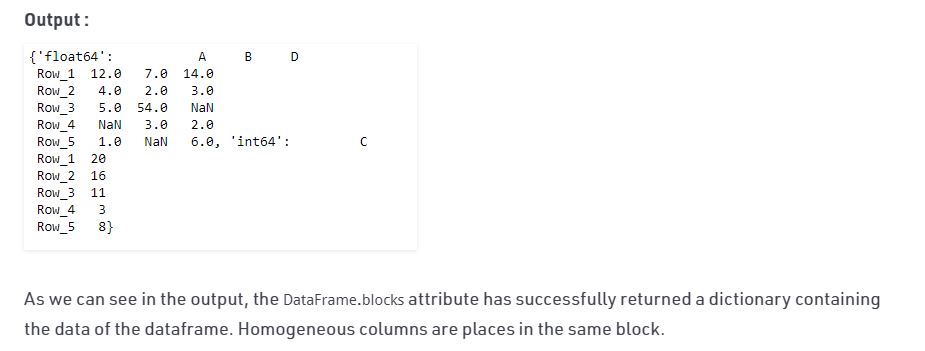 Output :
{'float64':           A     B     D
 Row_1  12.0   7.0  14.0
 Row_2   4.0   2.0   3.0
 Row_3   5.0  54.0   NaN
 Row_4   NaN   3.0   2.0
 Row_5   1.0   NaN   6.0, 'int64':         C
 Row_1  20
 Row_2  16
 Row_3  11
 Row_4   3
 Row_5   8}
As we can see in the output, the DataFrame.blocks attribute has successfully returned a dictionary containing
the data of the dataframe. Homogeneous columns are places in the same block.